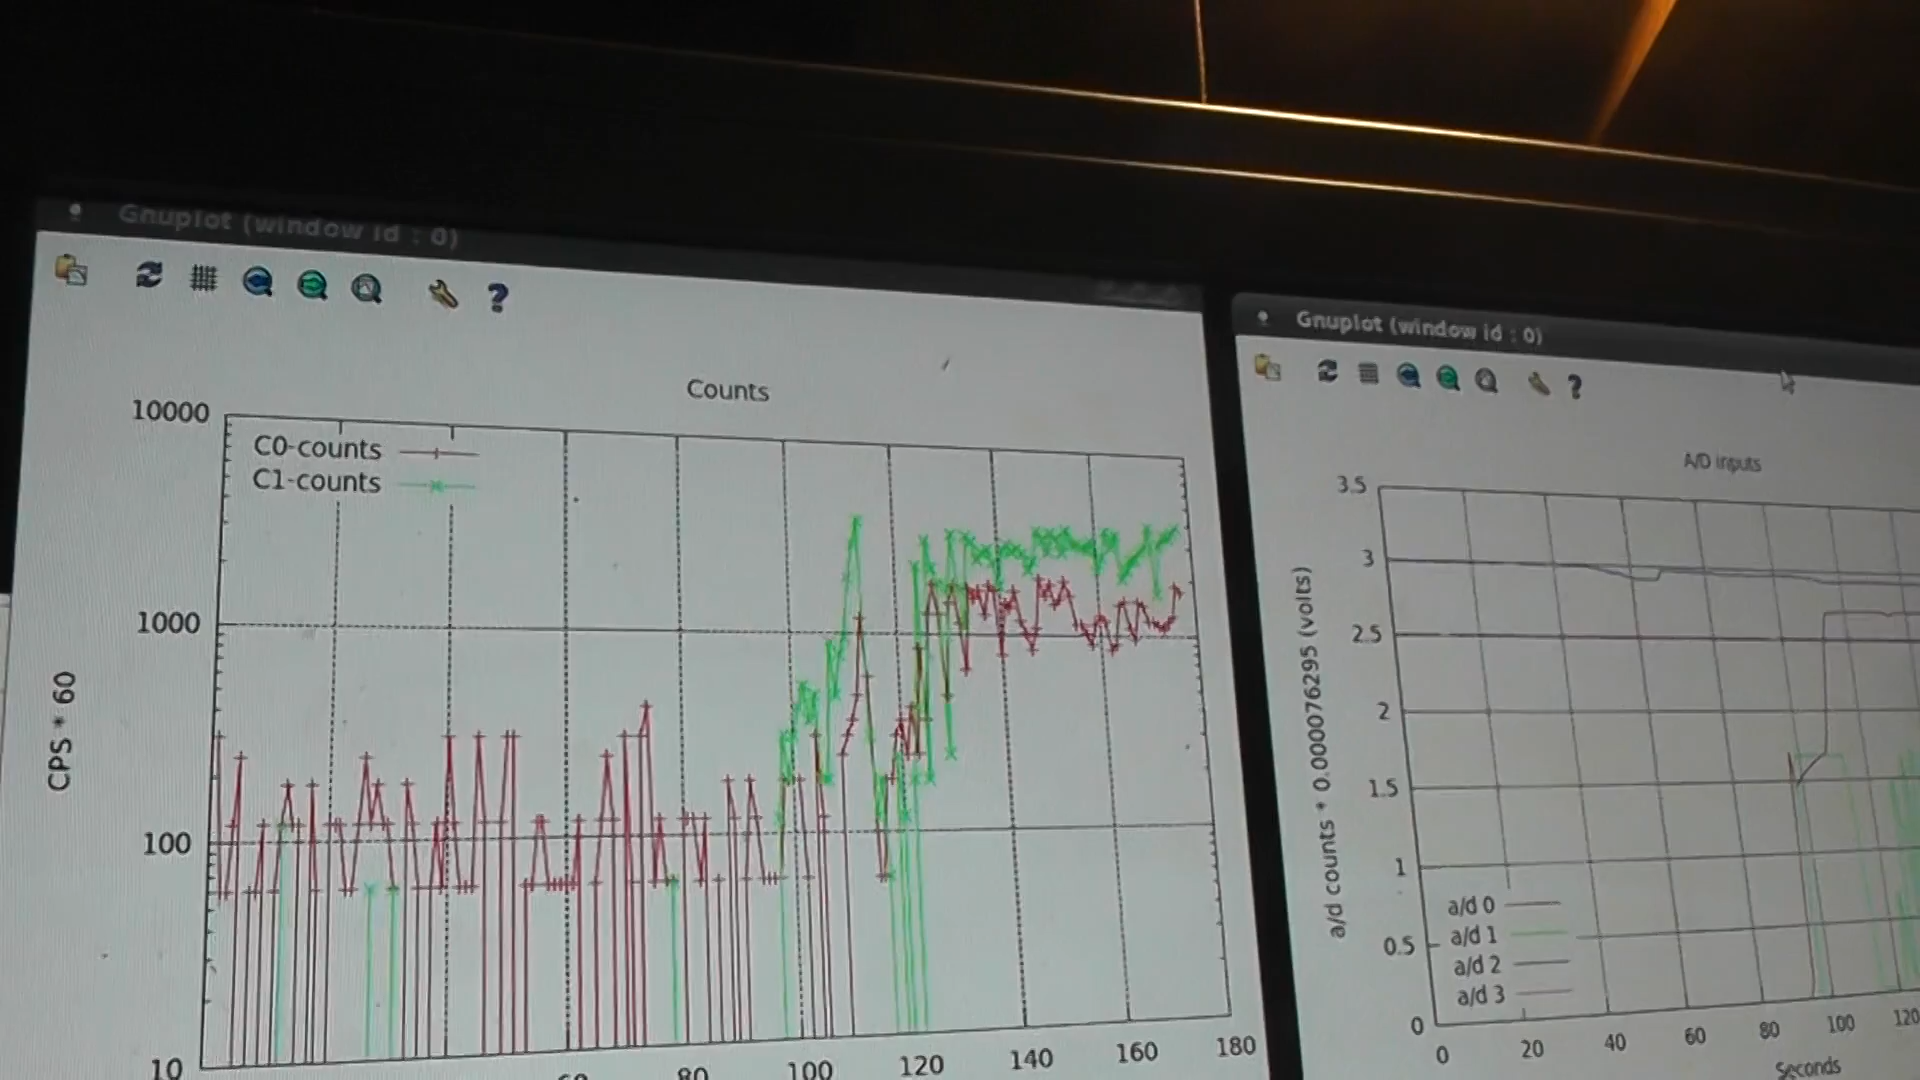 Gnuplot (window id : 0)
?
Counts
10000
C0-counts
C1-counts
1000
CPS * 60
100
10
60
80
100
120
140
160
180
Gnuplot (window id : 0)
?
A/D inputs
3.5
3
2.5
2
1.5
1
0.5
0
a/d counts * 0.000076295 (volts)
a/d 0
a/d 1
a/d 2
a/d 3
0
20
40
60
80
100
120
Seconds